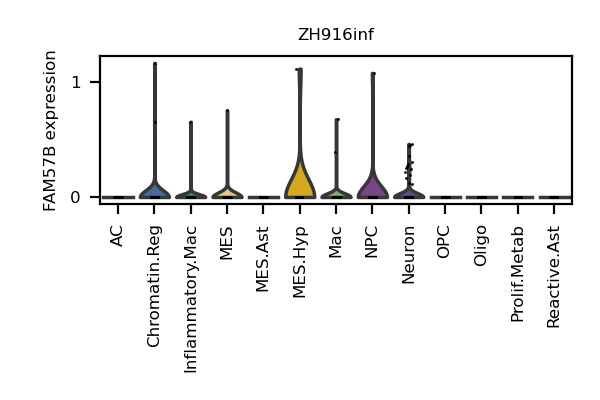 ZH916inf
FAM57B expression
1
0
AC
Chromatin.Reg
Inflammatory.Mac
MES
MES.Ast
MES.Hyp
Mac
NPC
Neuron
OPC
Oligo
Prolif.Metab
Reactive.Ast